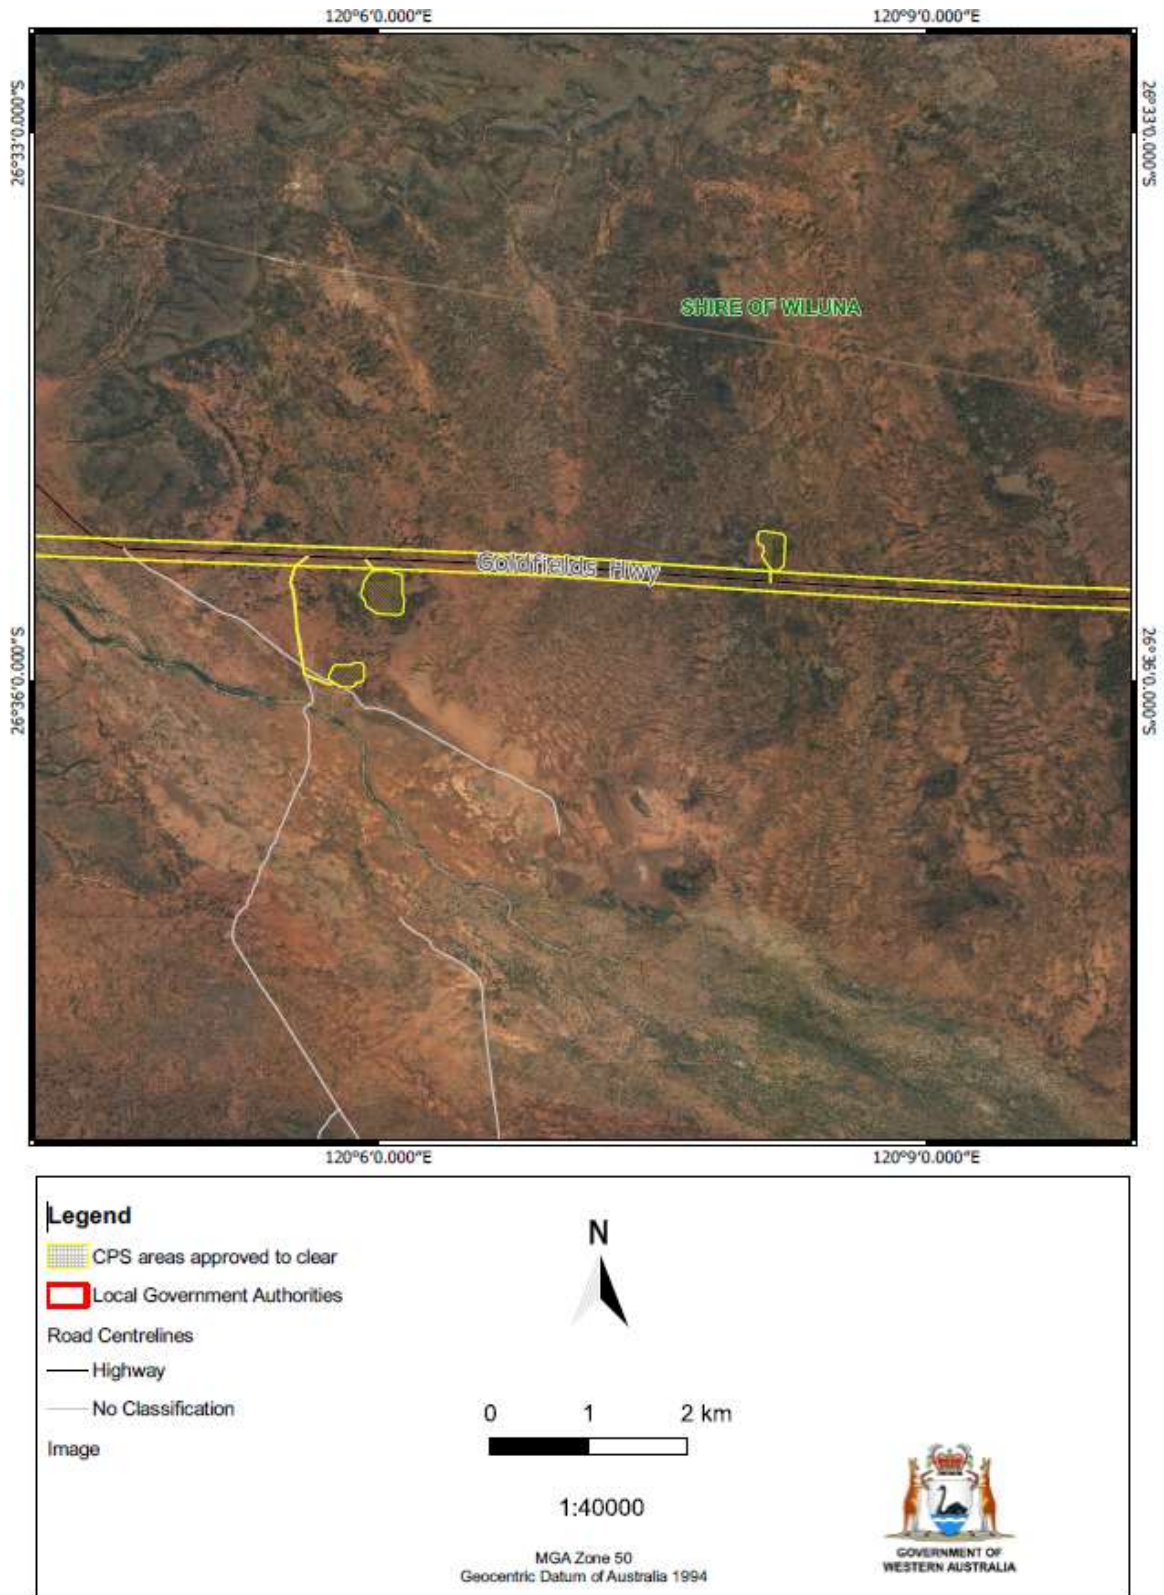 120°6'0.000"E 120°9'0.000"E
26°33'0.000"S
26°33'0.000"S
SHIRE OF WILUNA
Goldfields Hwy
26°36'0.000"S
26°36'0.000"S
120°6'0.000"E 120°9'0.000"E
Legend
CPS areas approved to clear
Local Government Authorities
Road Centrelines
Highway
No Classification
Image
N
0 1 2 km
1:40000
MGA Zone 50
Geocentric Datum of Australia 1994
GOVERNMENT OF
WESTERN AUSTRALIA